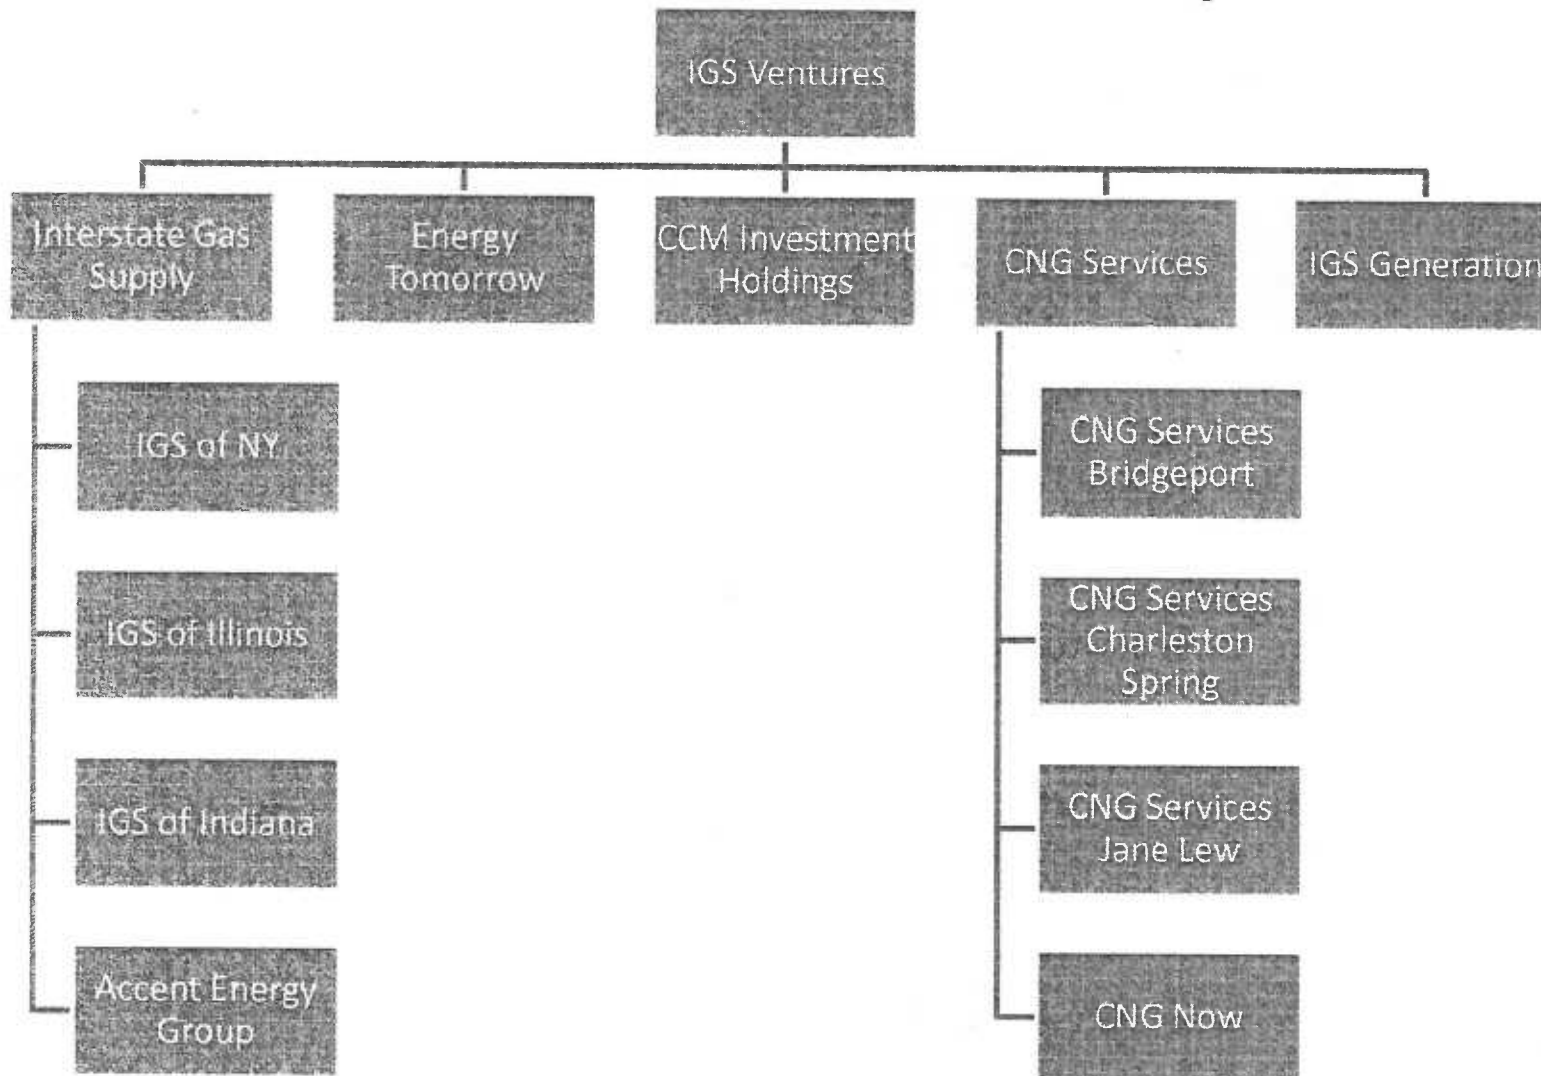 IGS Ventures
Interstate Gas
Supply
Energy
Tomorrow
CCM Investment
Holdings
CNG Services
IGS Generation
IGS of NY
IGS of Illinois
IGS of Indiana
Accent Energy
Group
CNG Services
Bridgeport
CNG Services
Charleston
Spring
CNG Services
Jane Lew
CNG Now